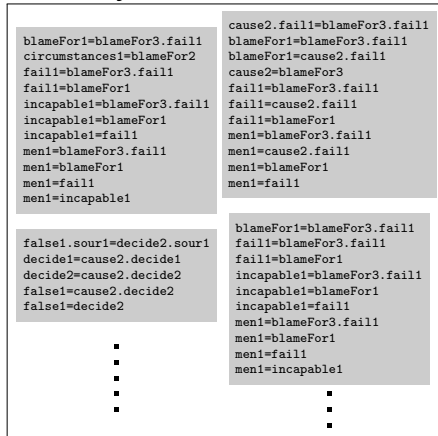 blameFor1=blameFor3.fail1
circumstances1=blameFor2
fail1=blameFor3.fail1
fail1=blameFor1
incapable1=blameFor3.fail1
incapable1=blameFor1
incapable1=fail1
men1=blameFor3.fail1
men1=blameFor1
men1=fail1
men1=incapable1
false1.sour1=decide2.sour1
decide1=cause2.decide1
decide2=cause2.decide2
false1=cause2.decide2
false1=decide2
cause2.fail1=blameFor3.fail1
blameFor1=blameFor3.fail1
blameFor1=cause2.fail1
cause2=blameFor3
fail1=blameFor3.fail1
fail1=cause2.fail1
fail1=blameFor1
men1=blameFor3.fail1
men1=cause2.fail1
men1=blameFor1
men1=fail1
blameFor1=blameFor3.fail1
fail1=blameFor3.fail1
fail1=blameFor1
incapable1=blameFor3.fail1
incapable1=blameFor1
incapable1=fail1
men1=blameFor3.fail1
men1=blameFor1
men1=fail1
men1=incapable1